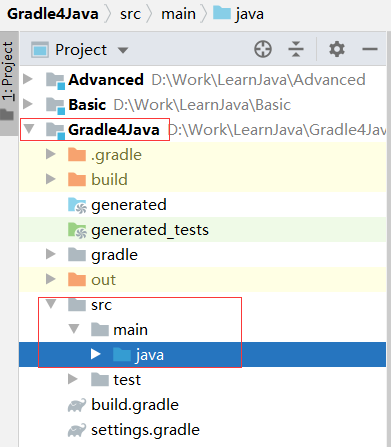 Gradle4Java src main java
1: Project
Project
Advanced D:\Work\LearnJava\Advanced
Basic D:\Work\LearnJava\Basic
Gradle4Java D:\Work\LearnJava\Gradle4Jav
.gradle
build
generated
generated_tests
gradle
out
src
main
java
test
build.gradle
settings.gradle